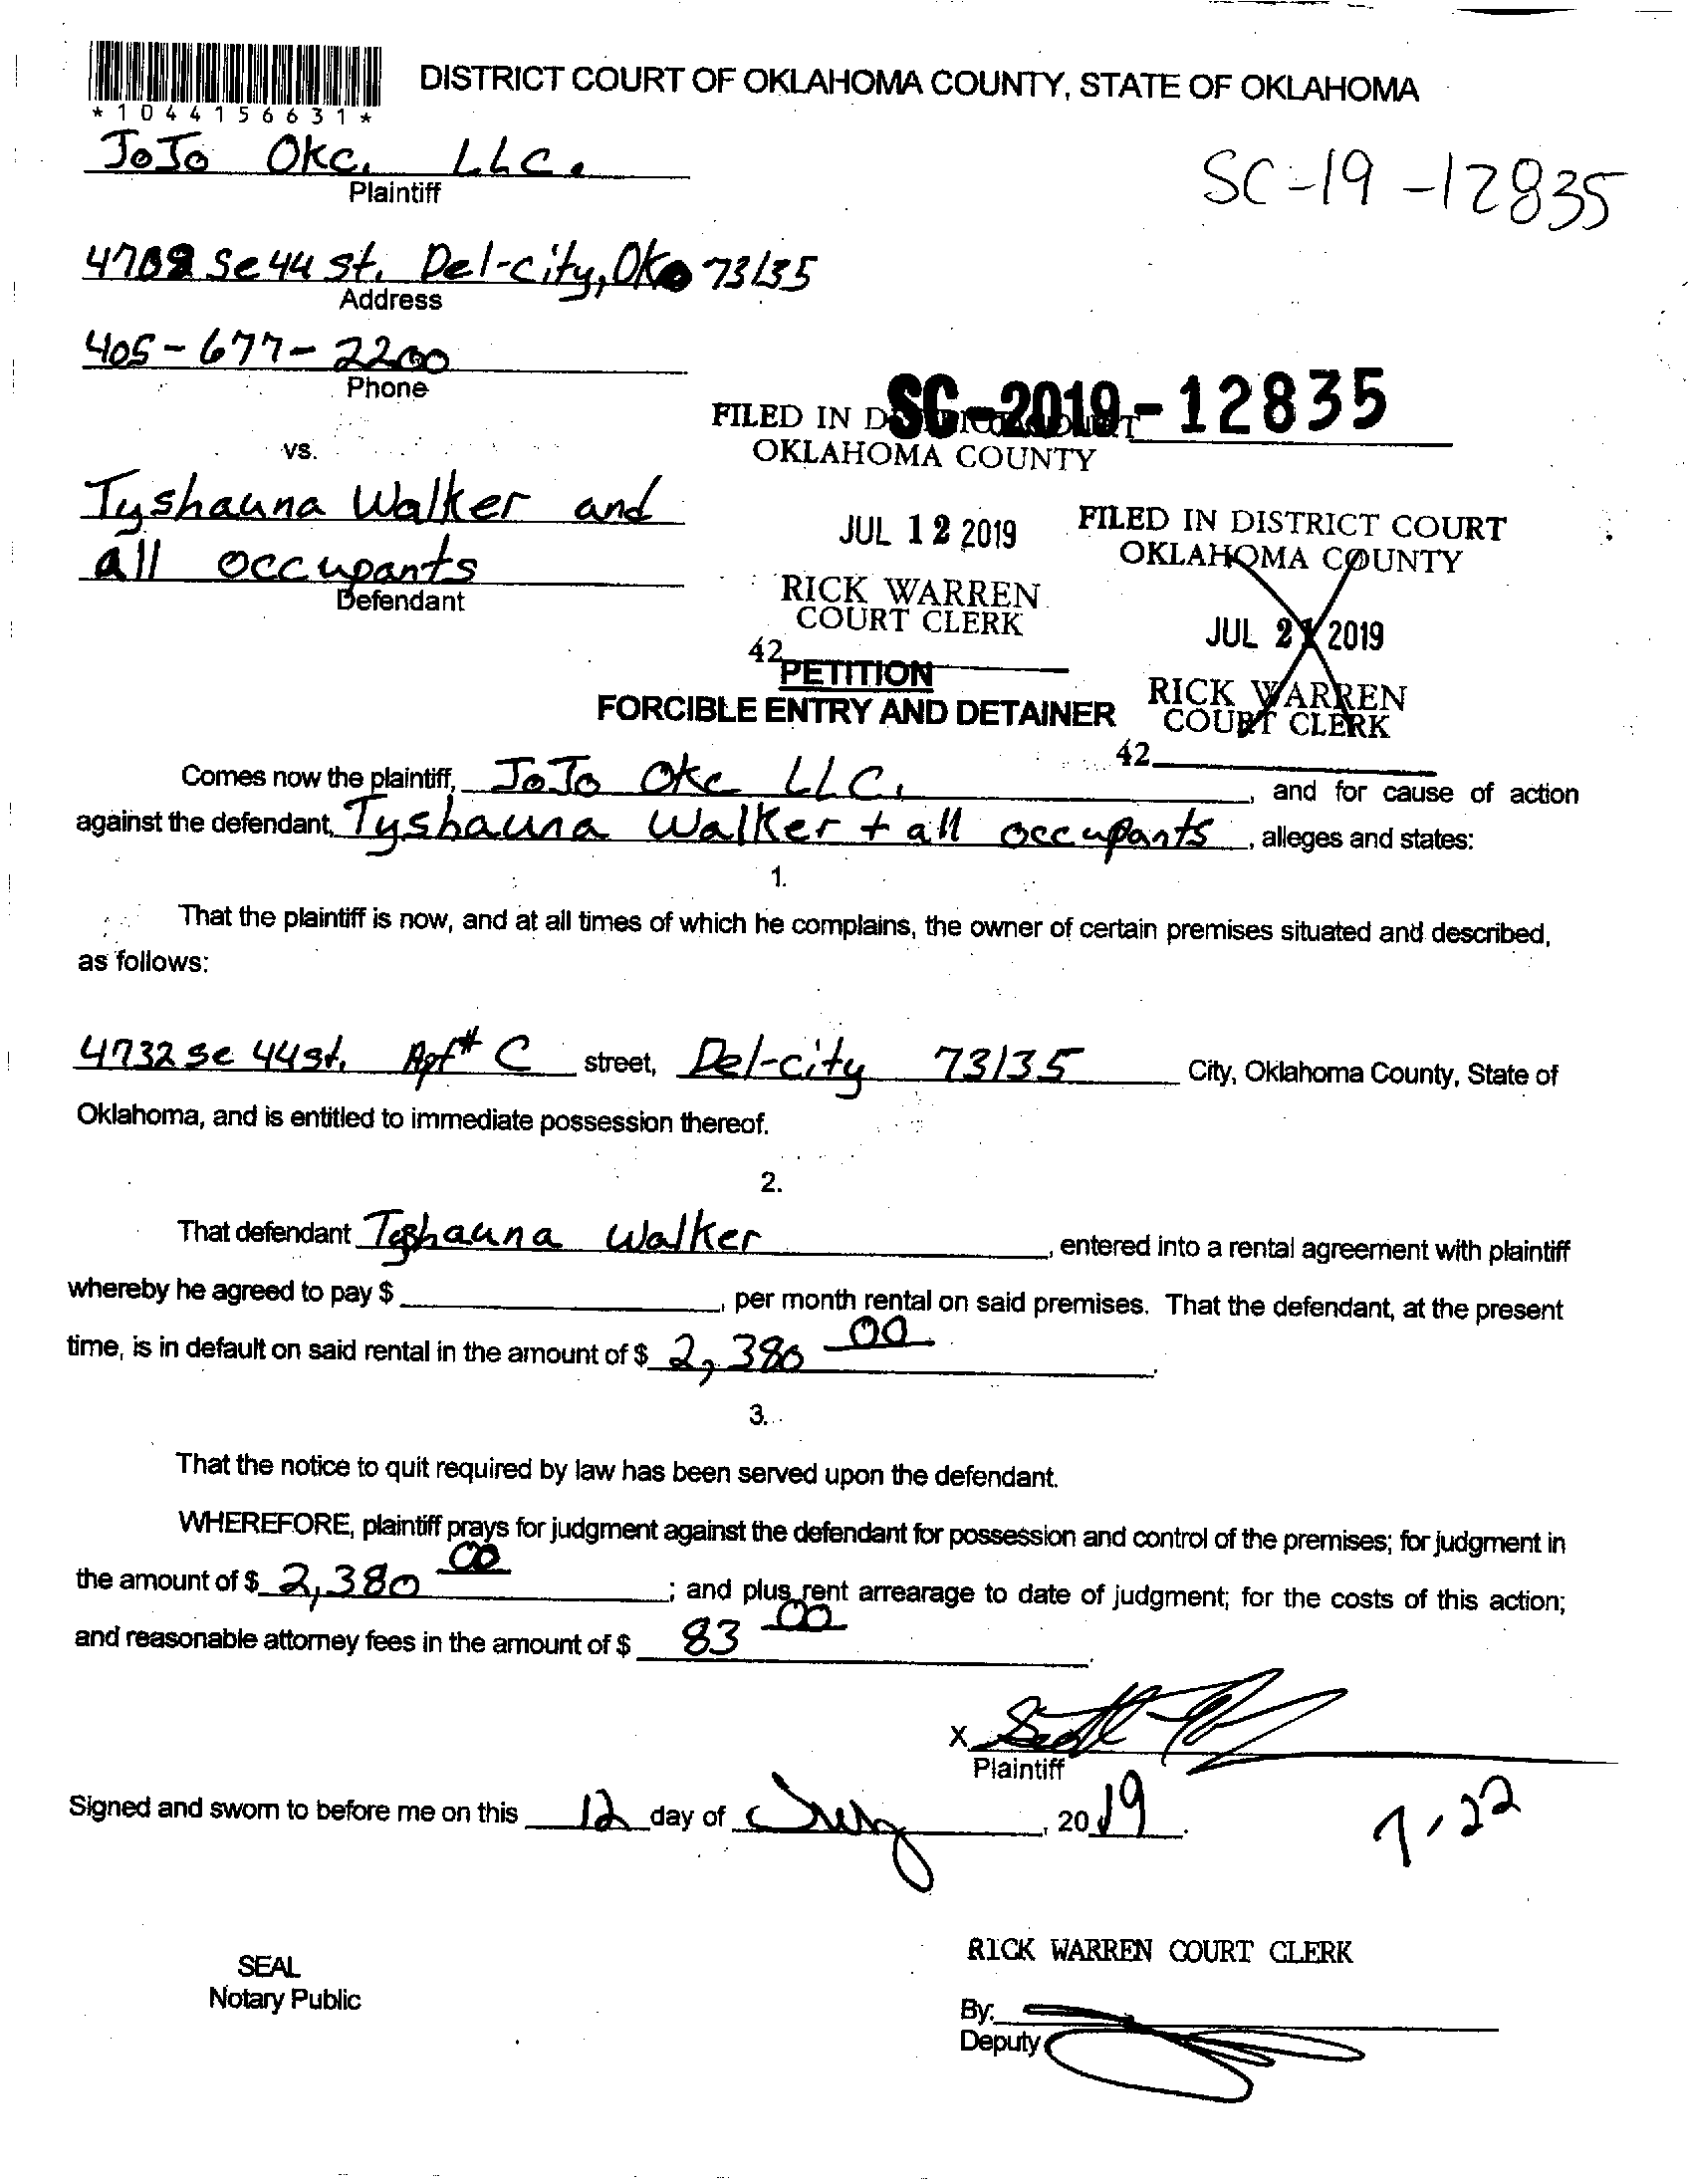 DISTRICT COURT OF OKLAHOMA COUNTY, STATE OF OKLAHOMA
*1044156631*
JoJo Okc. LLC.
Plaintiff
SC-19-12835
Se 44 st. Del-city, Ok 73135
Address
405-677-2200
Phone
SC-2019-12835
FILED IN DISTRICT COURT
OKLAHOMA COUNTY
vs.
Tyshauna Walker and
all occupants
Defendant
JUL 12 2019
RICK WARREN
COURT CLERK
42
FILED IN DISTRICT COURT
OKLAHOMA COUNTY
JUL 2 2019
RICK WARREN
COURT CLERK
42
PETITION
FORCIBLE ENTRY AND DETAINER
Comes now the plaintiff, JoJo Okc LLC. , and for cause of action
against the defendant, Tyshauna Walker + all occupants , alleges and states:
1.
That the plaintiff is now, and at all times of which he complains, the owner of certain premises situated and described,
as follows:
4732 se 44 st. Apt# C street, Del-city 73135 City, Oklahoma County, State of
Oklahoma, and is entitled to immediate possession thereof.
2.
That defendant Tyshauna Walker , entered into a rental agreement with plaintiff
whereby he agreed to pay $ , per month rental on said premises. That the defendant, at the present
time, is in default on said rental in the amount of $ 2,380 00 .
3.
That the notice to quit required by law has been served upon the defendant.
WHEREFORE, plaintiff prays for judgment against the defendant for possession and control of the premises; for judgment in
the amount of $ 2,380 00 ; and plus rent arrearage to date of judgment; for the costs of this action;
and reasonable attorney fees in the amount of $ 83 00 .
X
Plaintiff
Signed and sworn to before me on this 12 day of July , 2019 .
7.22
RICK WARREN COURT CLERK
SEAL
Notary Public
By:
Deputy